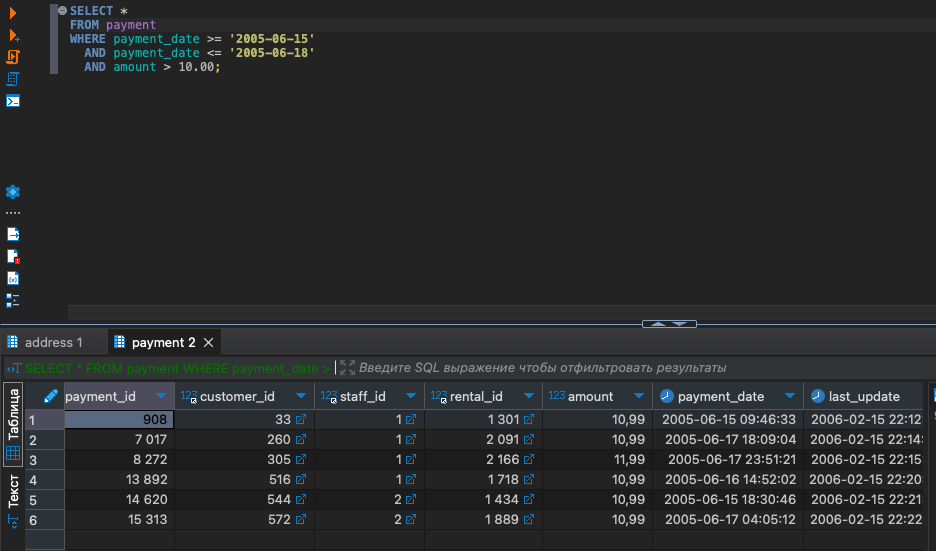 SELECT *
FROM payment
WHERE payment_date >= '2005-06-15'
AND payment_date <= '2005-06-18'
AND amount > 10.00;
address 1
payment 2
SELECT * FROM payment WHERE payment_date > Введите SQL выражение чтобы отфильтровать результаты
Таблица
Текст
payment_id 123 customer_id 123 staff_id 123 rental_id 123 amount payment_date last_update
1 908 33 1 1 301 10,99 2005-06-15 09:46:33 2006-02-15 22:12
2 7 017 260 1 2 091 10,99 2005-06-17 18:09:04 2006-02-15 22:14:
3 8 272 305 1 2 166 11,99 2005-06-17 23:51:21 2006-02-15 22:15
4 13 892 516 1 1 718 10,99 2005-06-16 14:52:02 2006-02-15 22:20
5 14 620 544 2 1 434 10,99 2005-06-15 18:30:46 2006-02-15 22:21
6 15 313 572 2 1 889 10,99 2005-06-17 04:05:12 2006-02-15 22:22